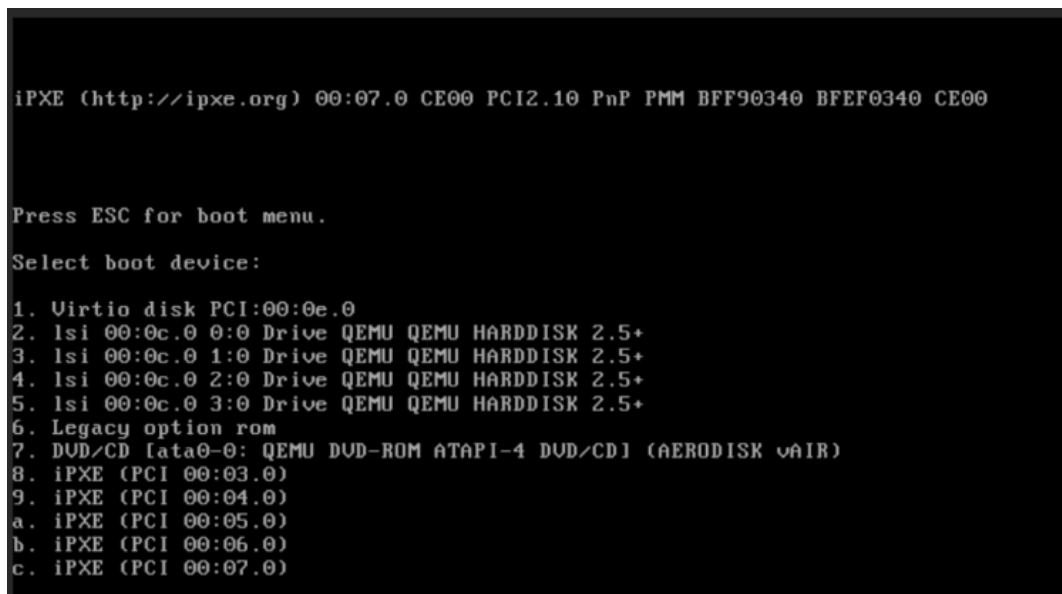 iPXE (http://ipxe.org) 00:07.0 CE00 PCI2.10 PnP PMM BFF90340 BFEF0340 CE00
Press ESC for boot menu.
Select boot device:
1. Virtio disk PCI:00:0e.0
2. lsi 00:0c.0 0:0 Drive QEMU QEMU HARDDISK 2.5+
3. lsi 00:0c.0 1:0 Drive QEMU QEMU HARDDISK 2.5+
4. lsi 00:0c.0 2:0 Drive QEMU QEMU HARDDISK 2.5+
5. lsi 00:0c.0 3:0 Drive QEMU QEMU HARDDISK 2.5+
6. Legacy option rom
7. DVD/CD [ata0-0: QEMU DVD-ROM ATAPI-4 DVD/CD] (AERODISK vAIR)
8. iPXE (PCI 00:03.0)
9. iPXE (PCI 00:04.0)
a. iPXE (PCI 00:05.0)
b. iPXE (PCI 00:06.0)
c. iPXE (PCI 00:07.0)